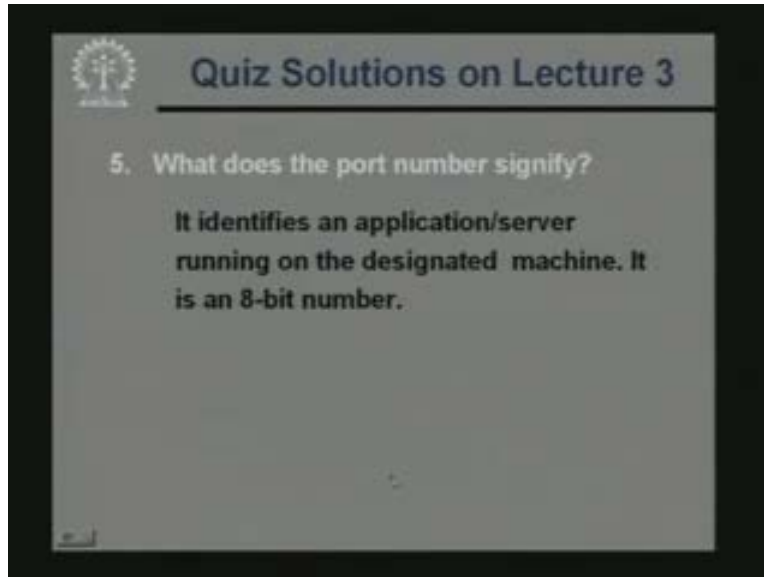 Quiz Solutions on Lecture 3
5. What does the port number signify?
It identifies an application/server
running on the designated machine. It
is an 8-bit number.